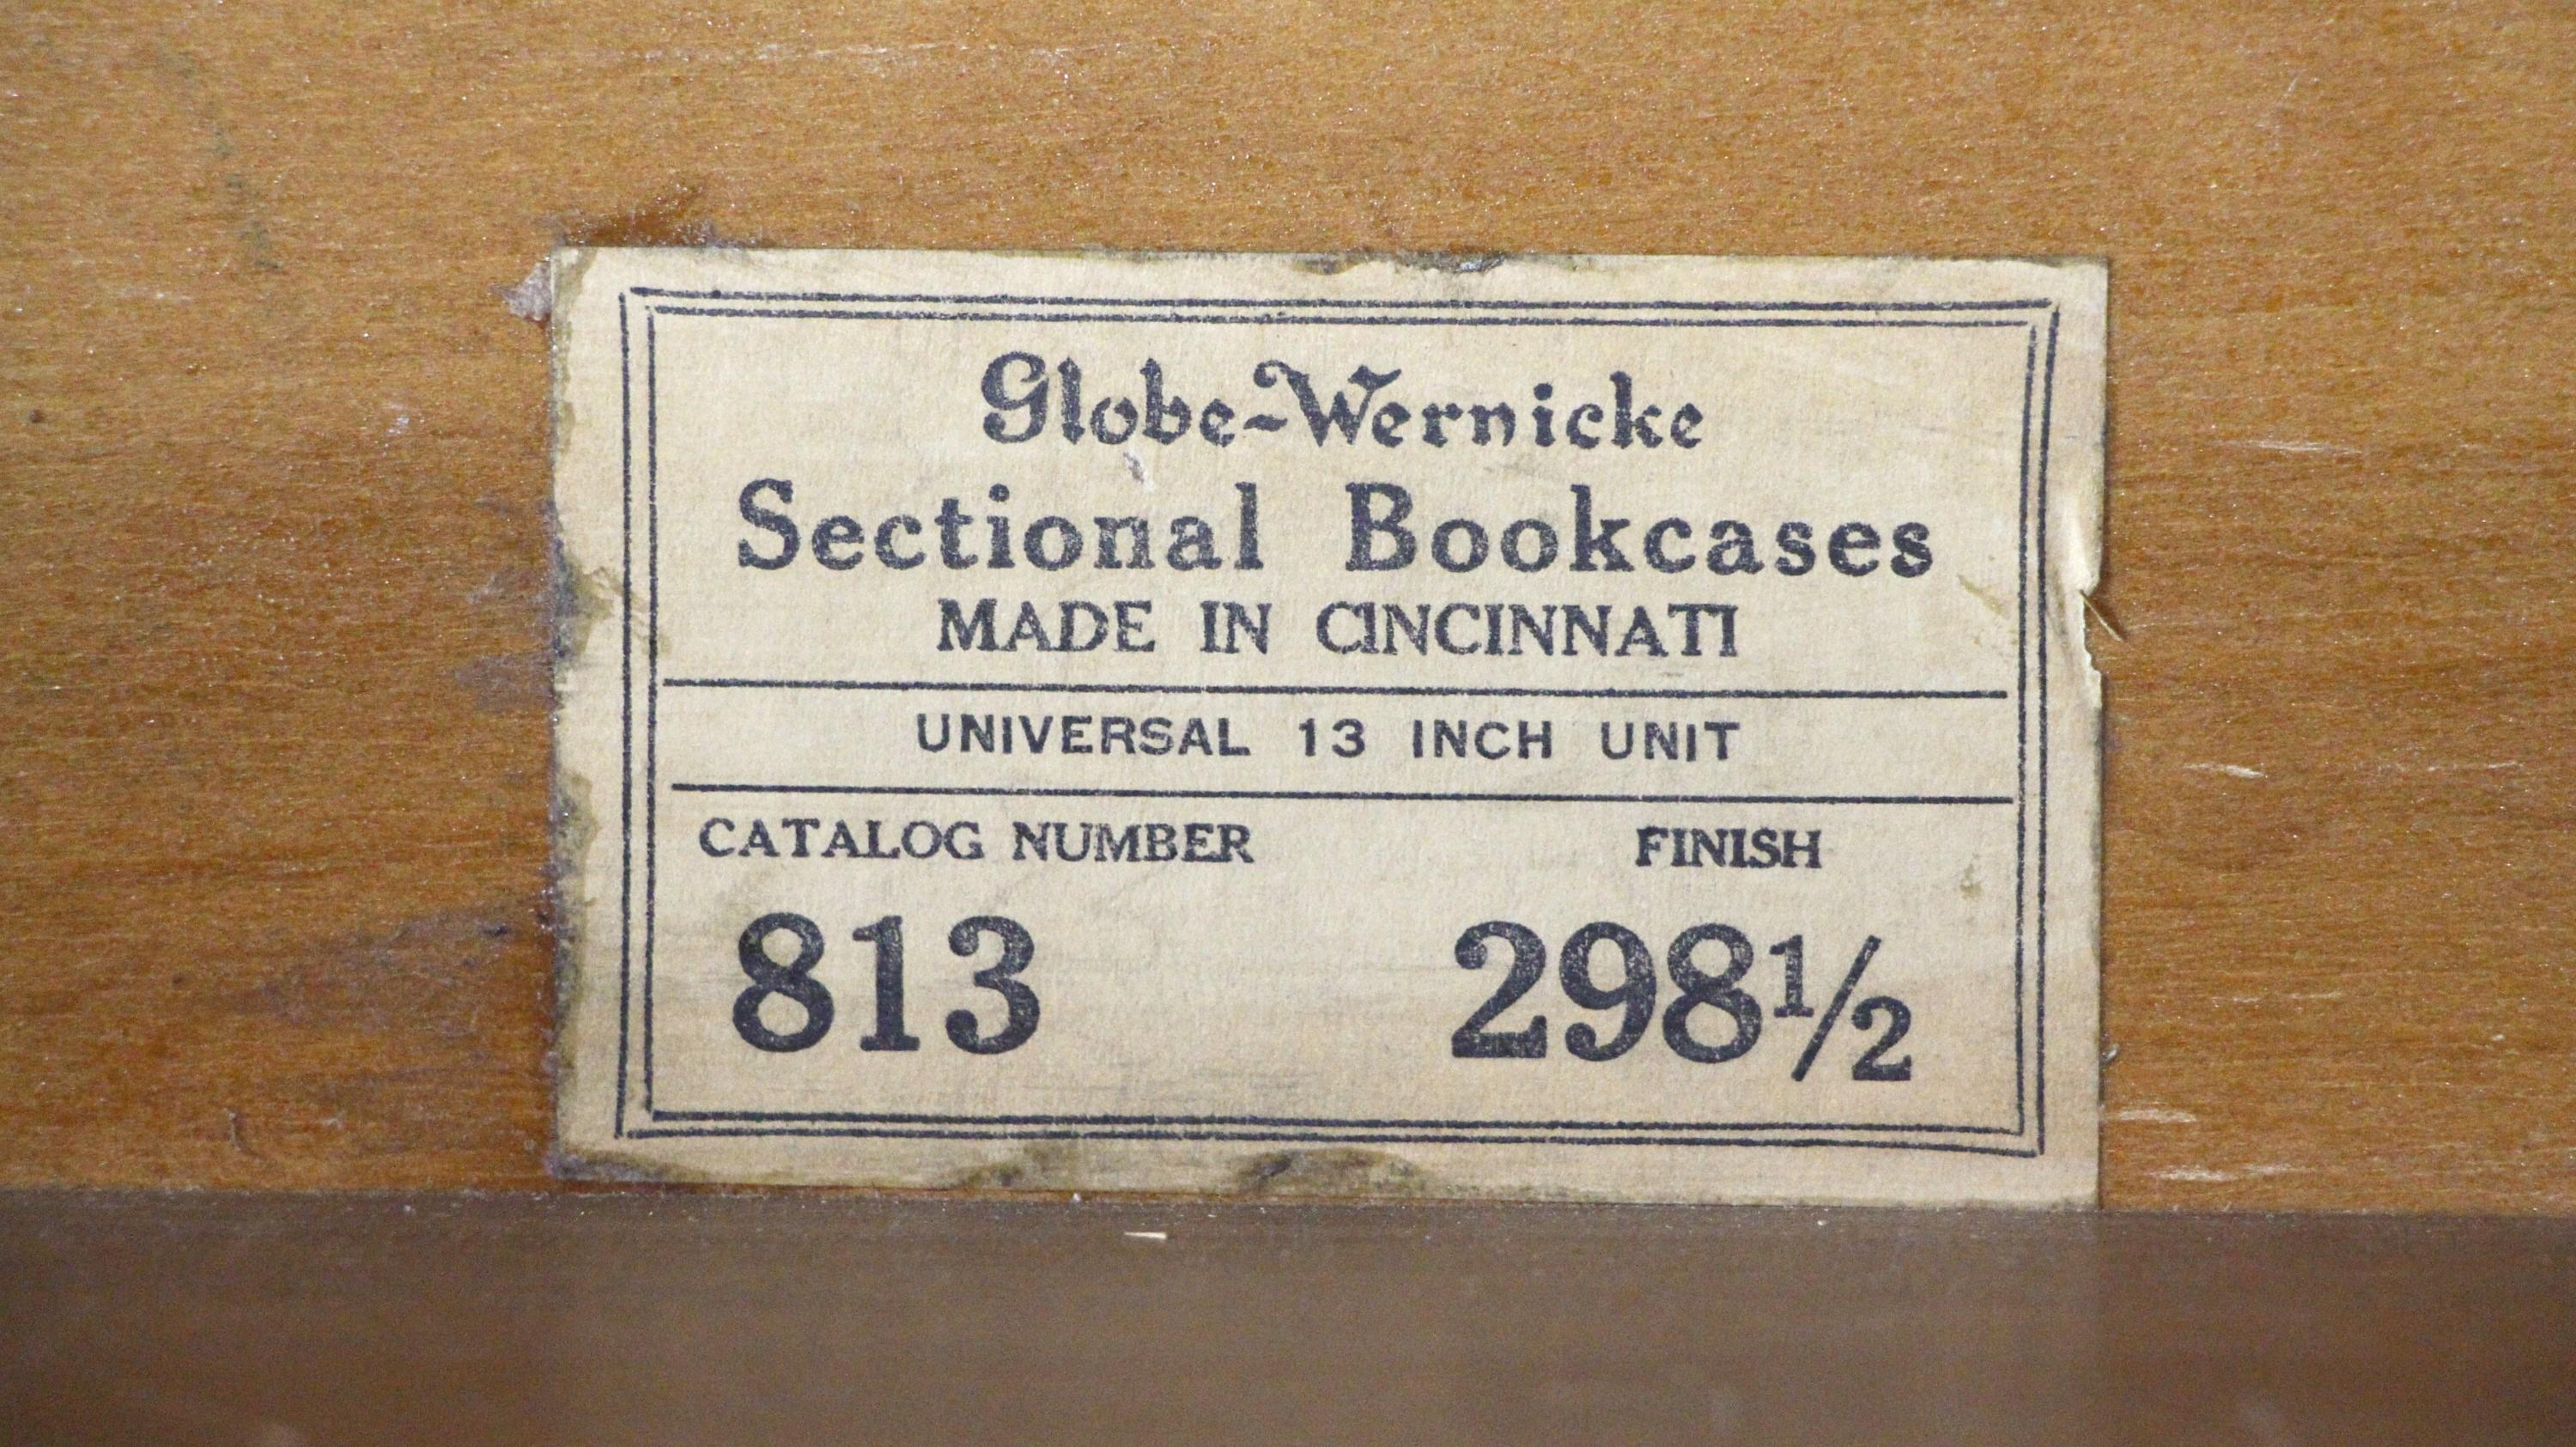 Globe-Wernicke
Sectional Bookcases
MADE IN CINCINNATI
UNIVERSAL 13 INCH UNIT
CATALOG NUMBER FINISH
813 298½